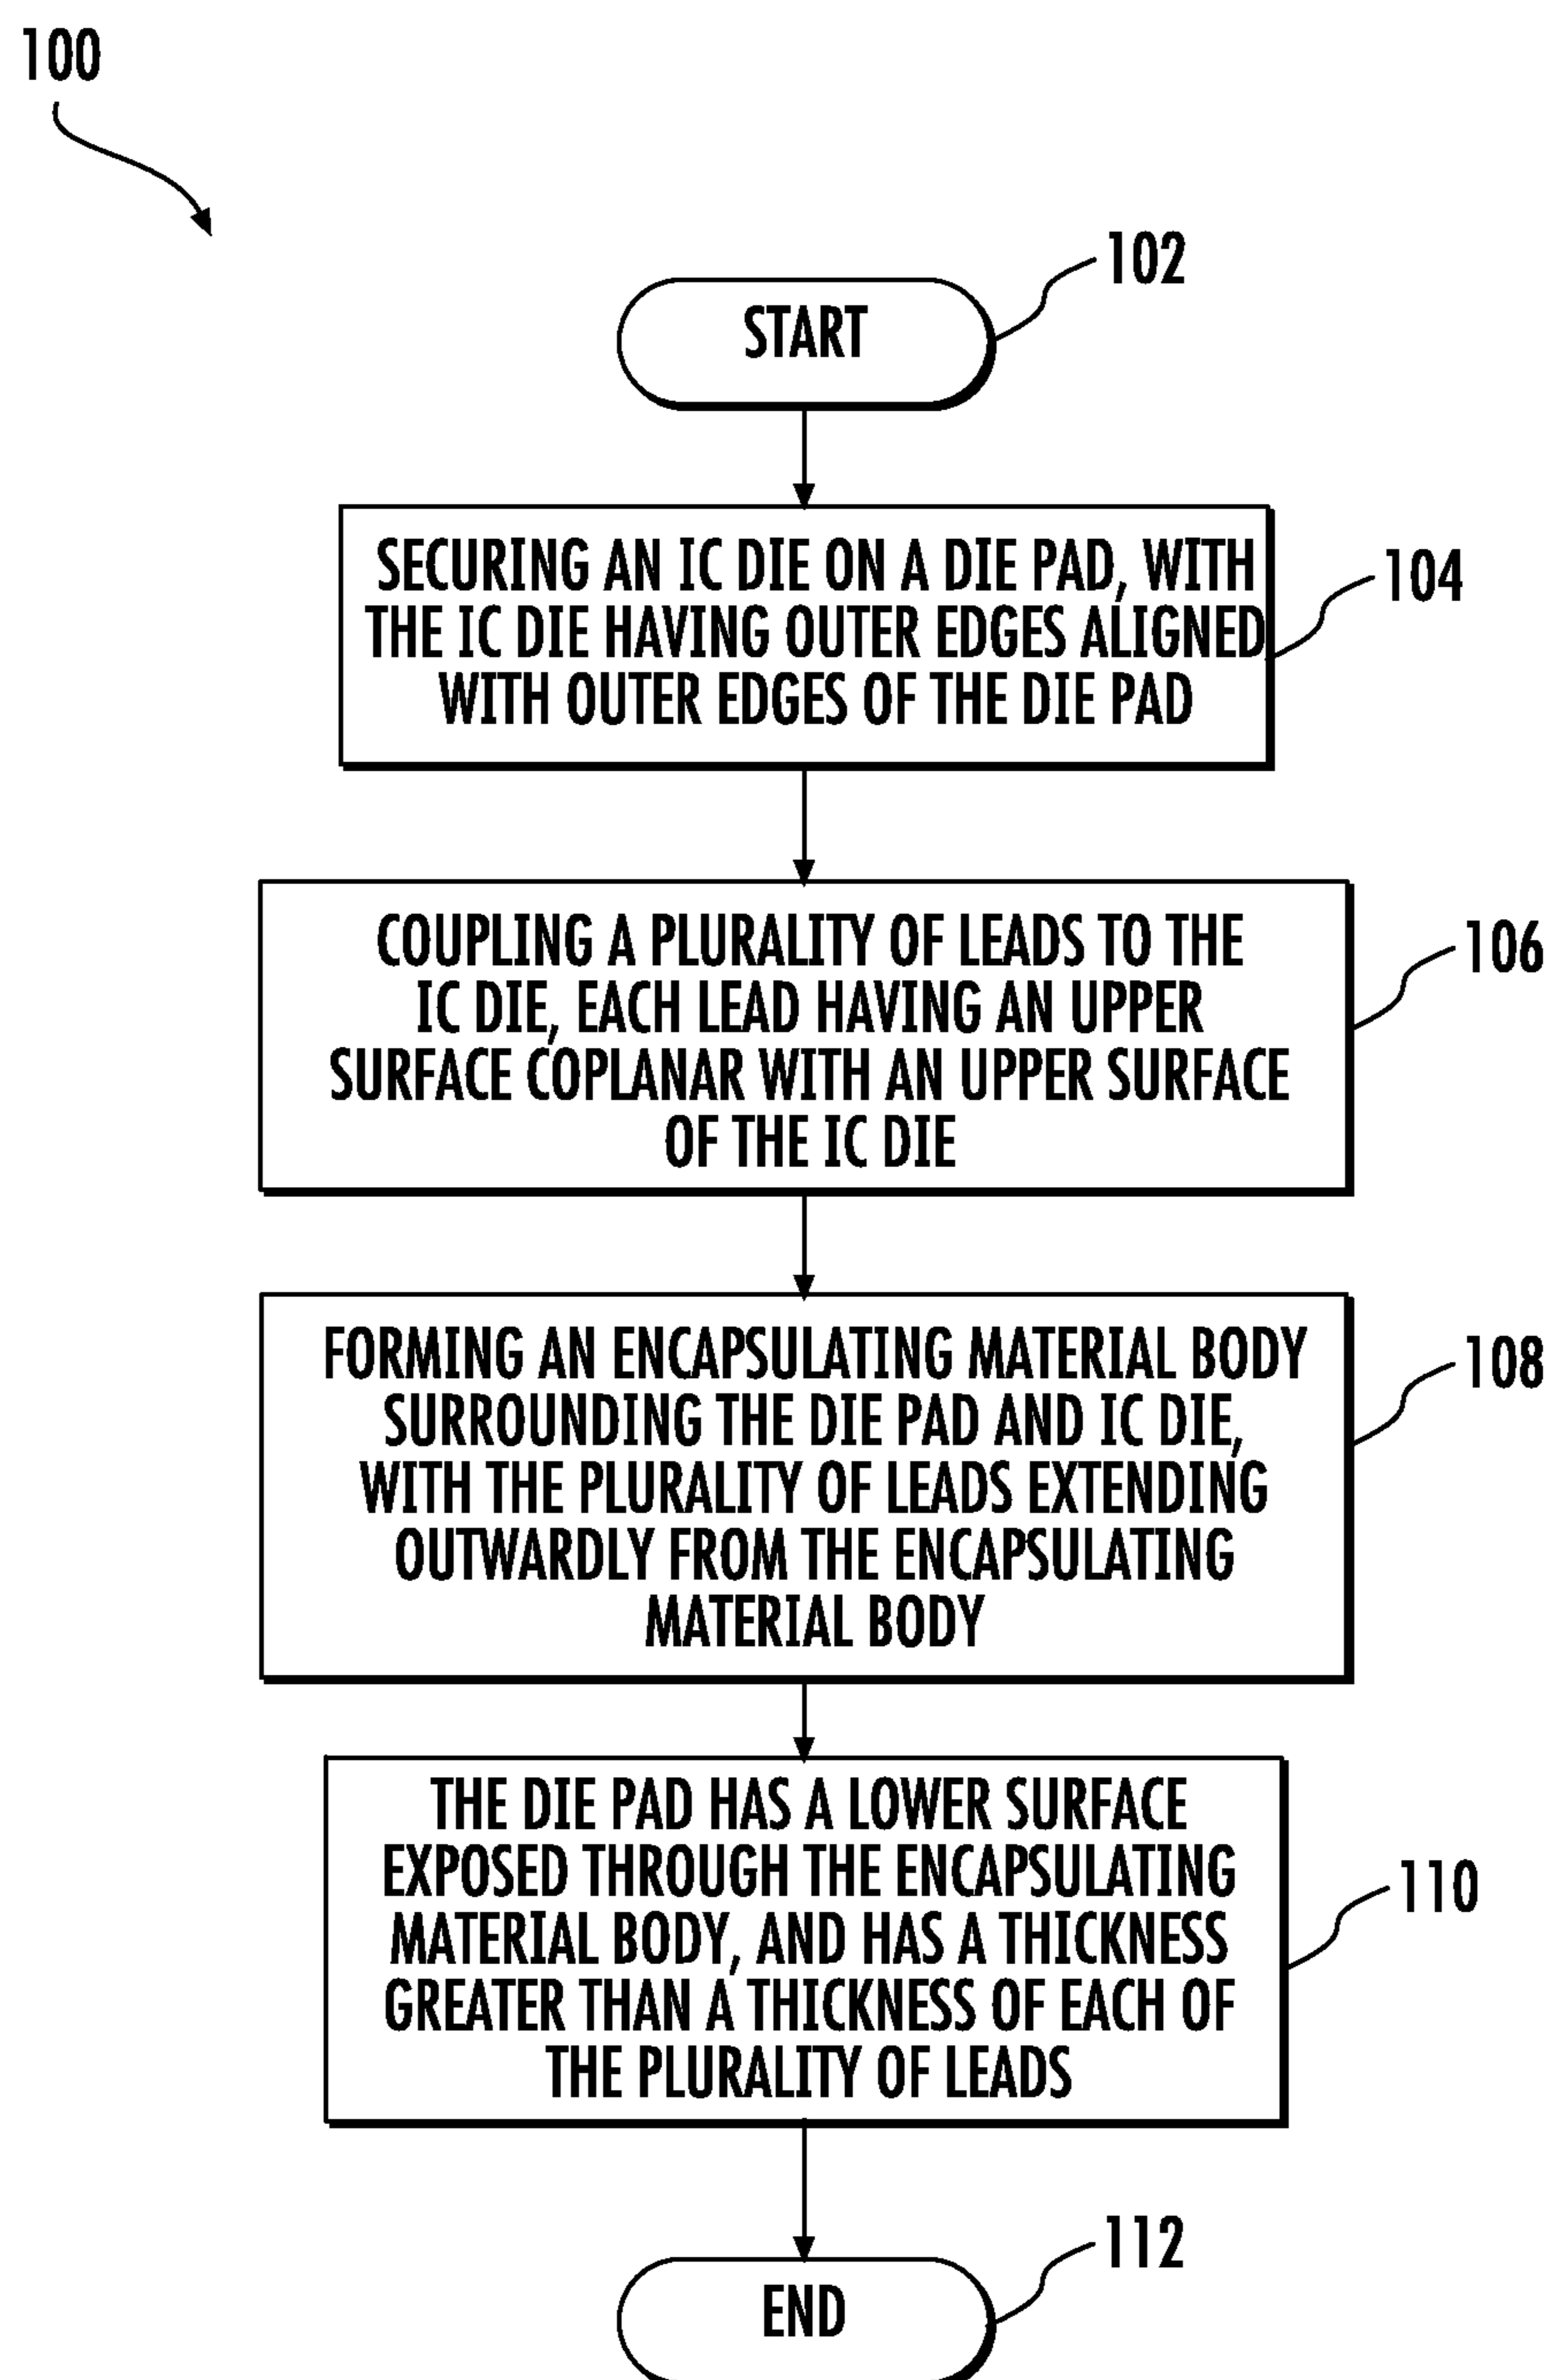 100
102
START
SECURING AN IC DIE ON A DIE PAD, WITH
THE IC DIE HAVING OUTER EDGES ALIGNED
WITH OUTER EDGES OF THE DIE PAD
104
COUPLING A PLURALITY OF LEADS TO THE
IC DIE, EACH LEAD HAVING AN UPPER
SURFACE COPLANAR WITH AN UPPER SURFACE
OF THE IC DIE
106
FORMING AN ENCAPSULATING MATERIAL BODY
SURROUNDING THE DIE PAD AND IC DIE,
WITH THE PLURALITY OF LEADS EXTENDING
OUTWARDLY FROM THE ENCAPSULATING
MATERIAL BODY
108
THE DIE PAD HAS A LOWER SURFACE
EXPOSED THROUGH THE ENCAPSULATING
MATERIAL BODY, AND HAS A THICKNESS
GREATER THAN A THICKNESS OF EACH OF
THE PLURALITY OF LEADS
110
112
END